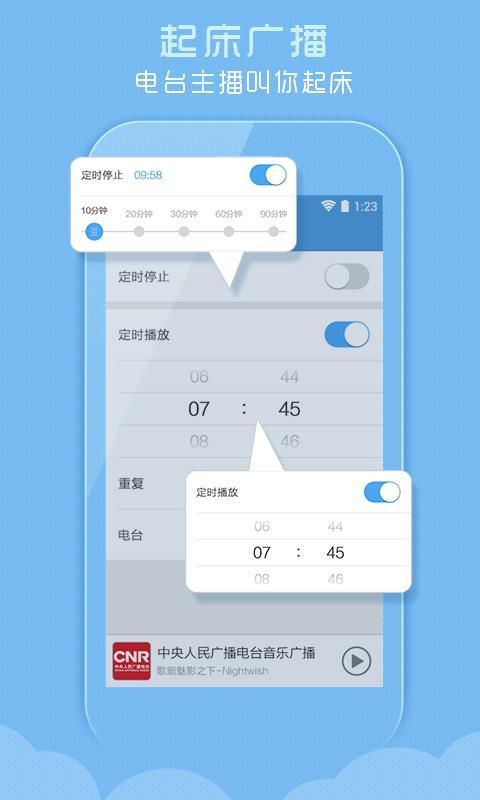 起床广播
电台主播叫你起床
定时停止 09:58
10分钟 20分钟 30分钟 60分钟 90分钟
1:23
定时停止
定时播放
06 44
07 : 45
08 46
重复
电台
定时播放
06 44
07 : 45
08 46
CNR
中央人民广播电台
CHINA NATIONAL RADIO
中央人民广播电台音乐广播
歌剧魅影之下-Nightwish